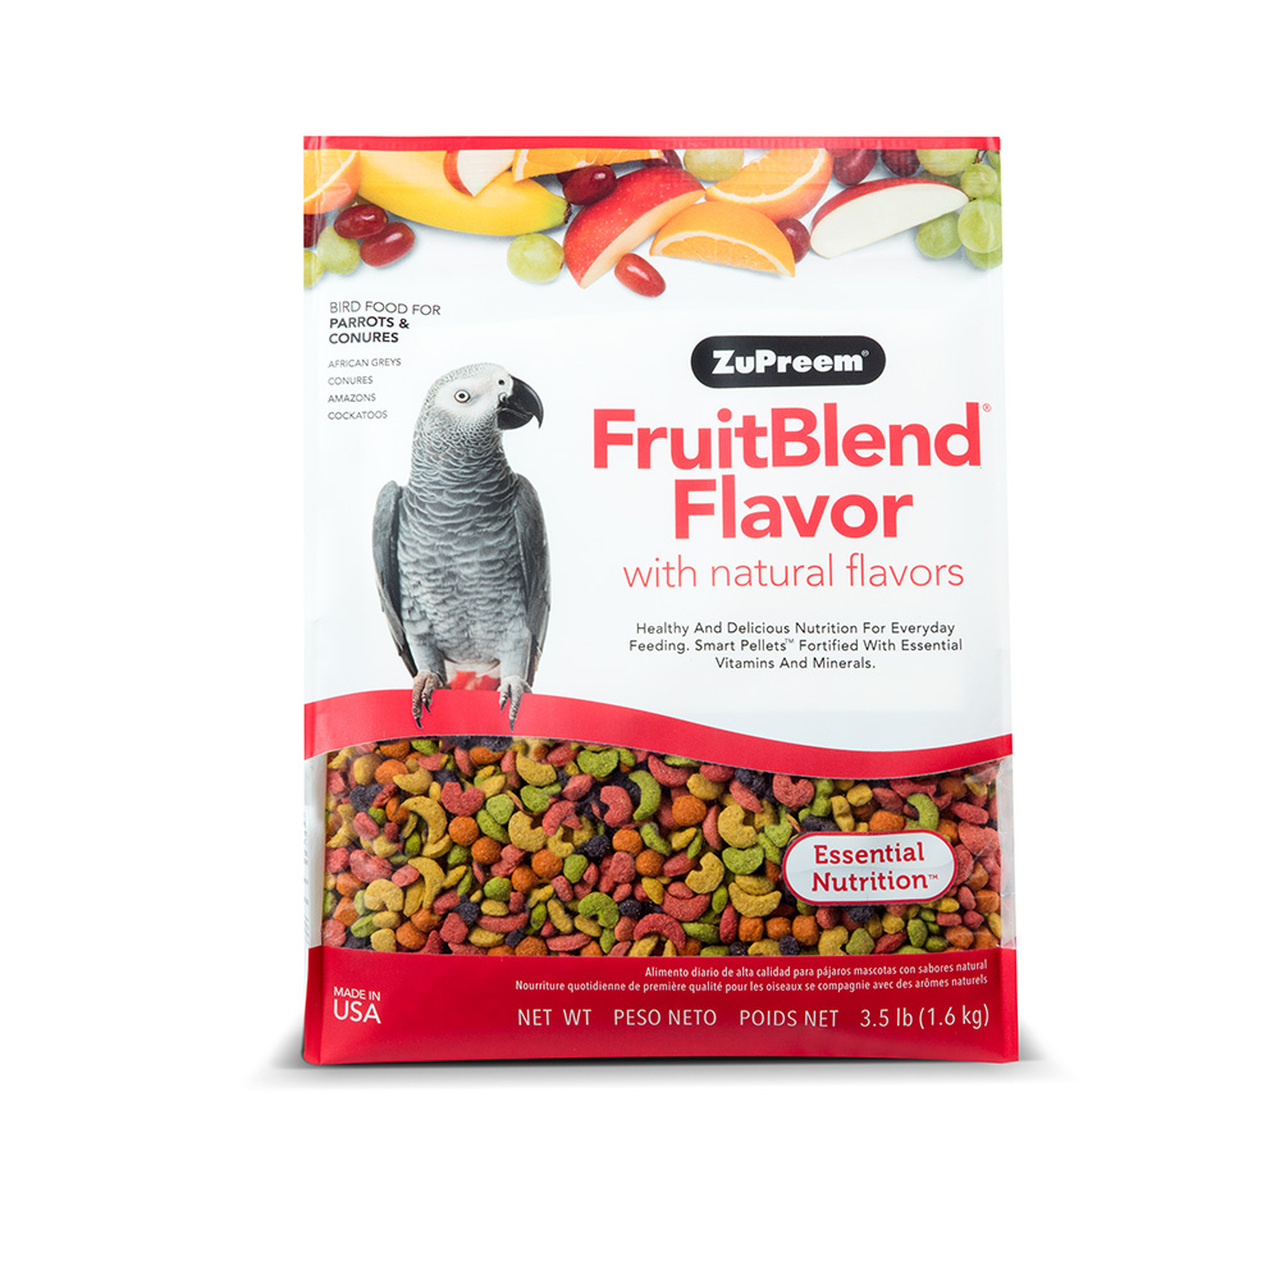 BIRD FOOD FOR
PARROTS &
CONURES
AFRICAN GREYS
CONURES
AMAZONS
COCKATOOS
ZuPreem®
FruitBlend®
Flavor
with natural flavors
Healthy And Delicious Nutrition For Everyday
Feeding. Smart Pellets™ Fortified With Essential
Vitamins And Minerals.
Essential
Nutrition™
Alimento diario de alta calidad para pájaros mascotas con sabores natural
Nourriture quotidienne de première qualité pour les oiseaux se compagnie avec des arômes naturels
MADE IN
USA
NET WT PESO NETO POIDS NET 3.5 lb (1.6 kg)